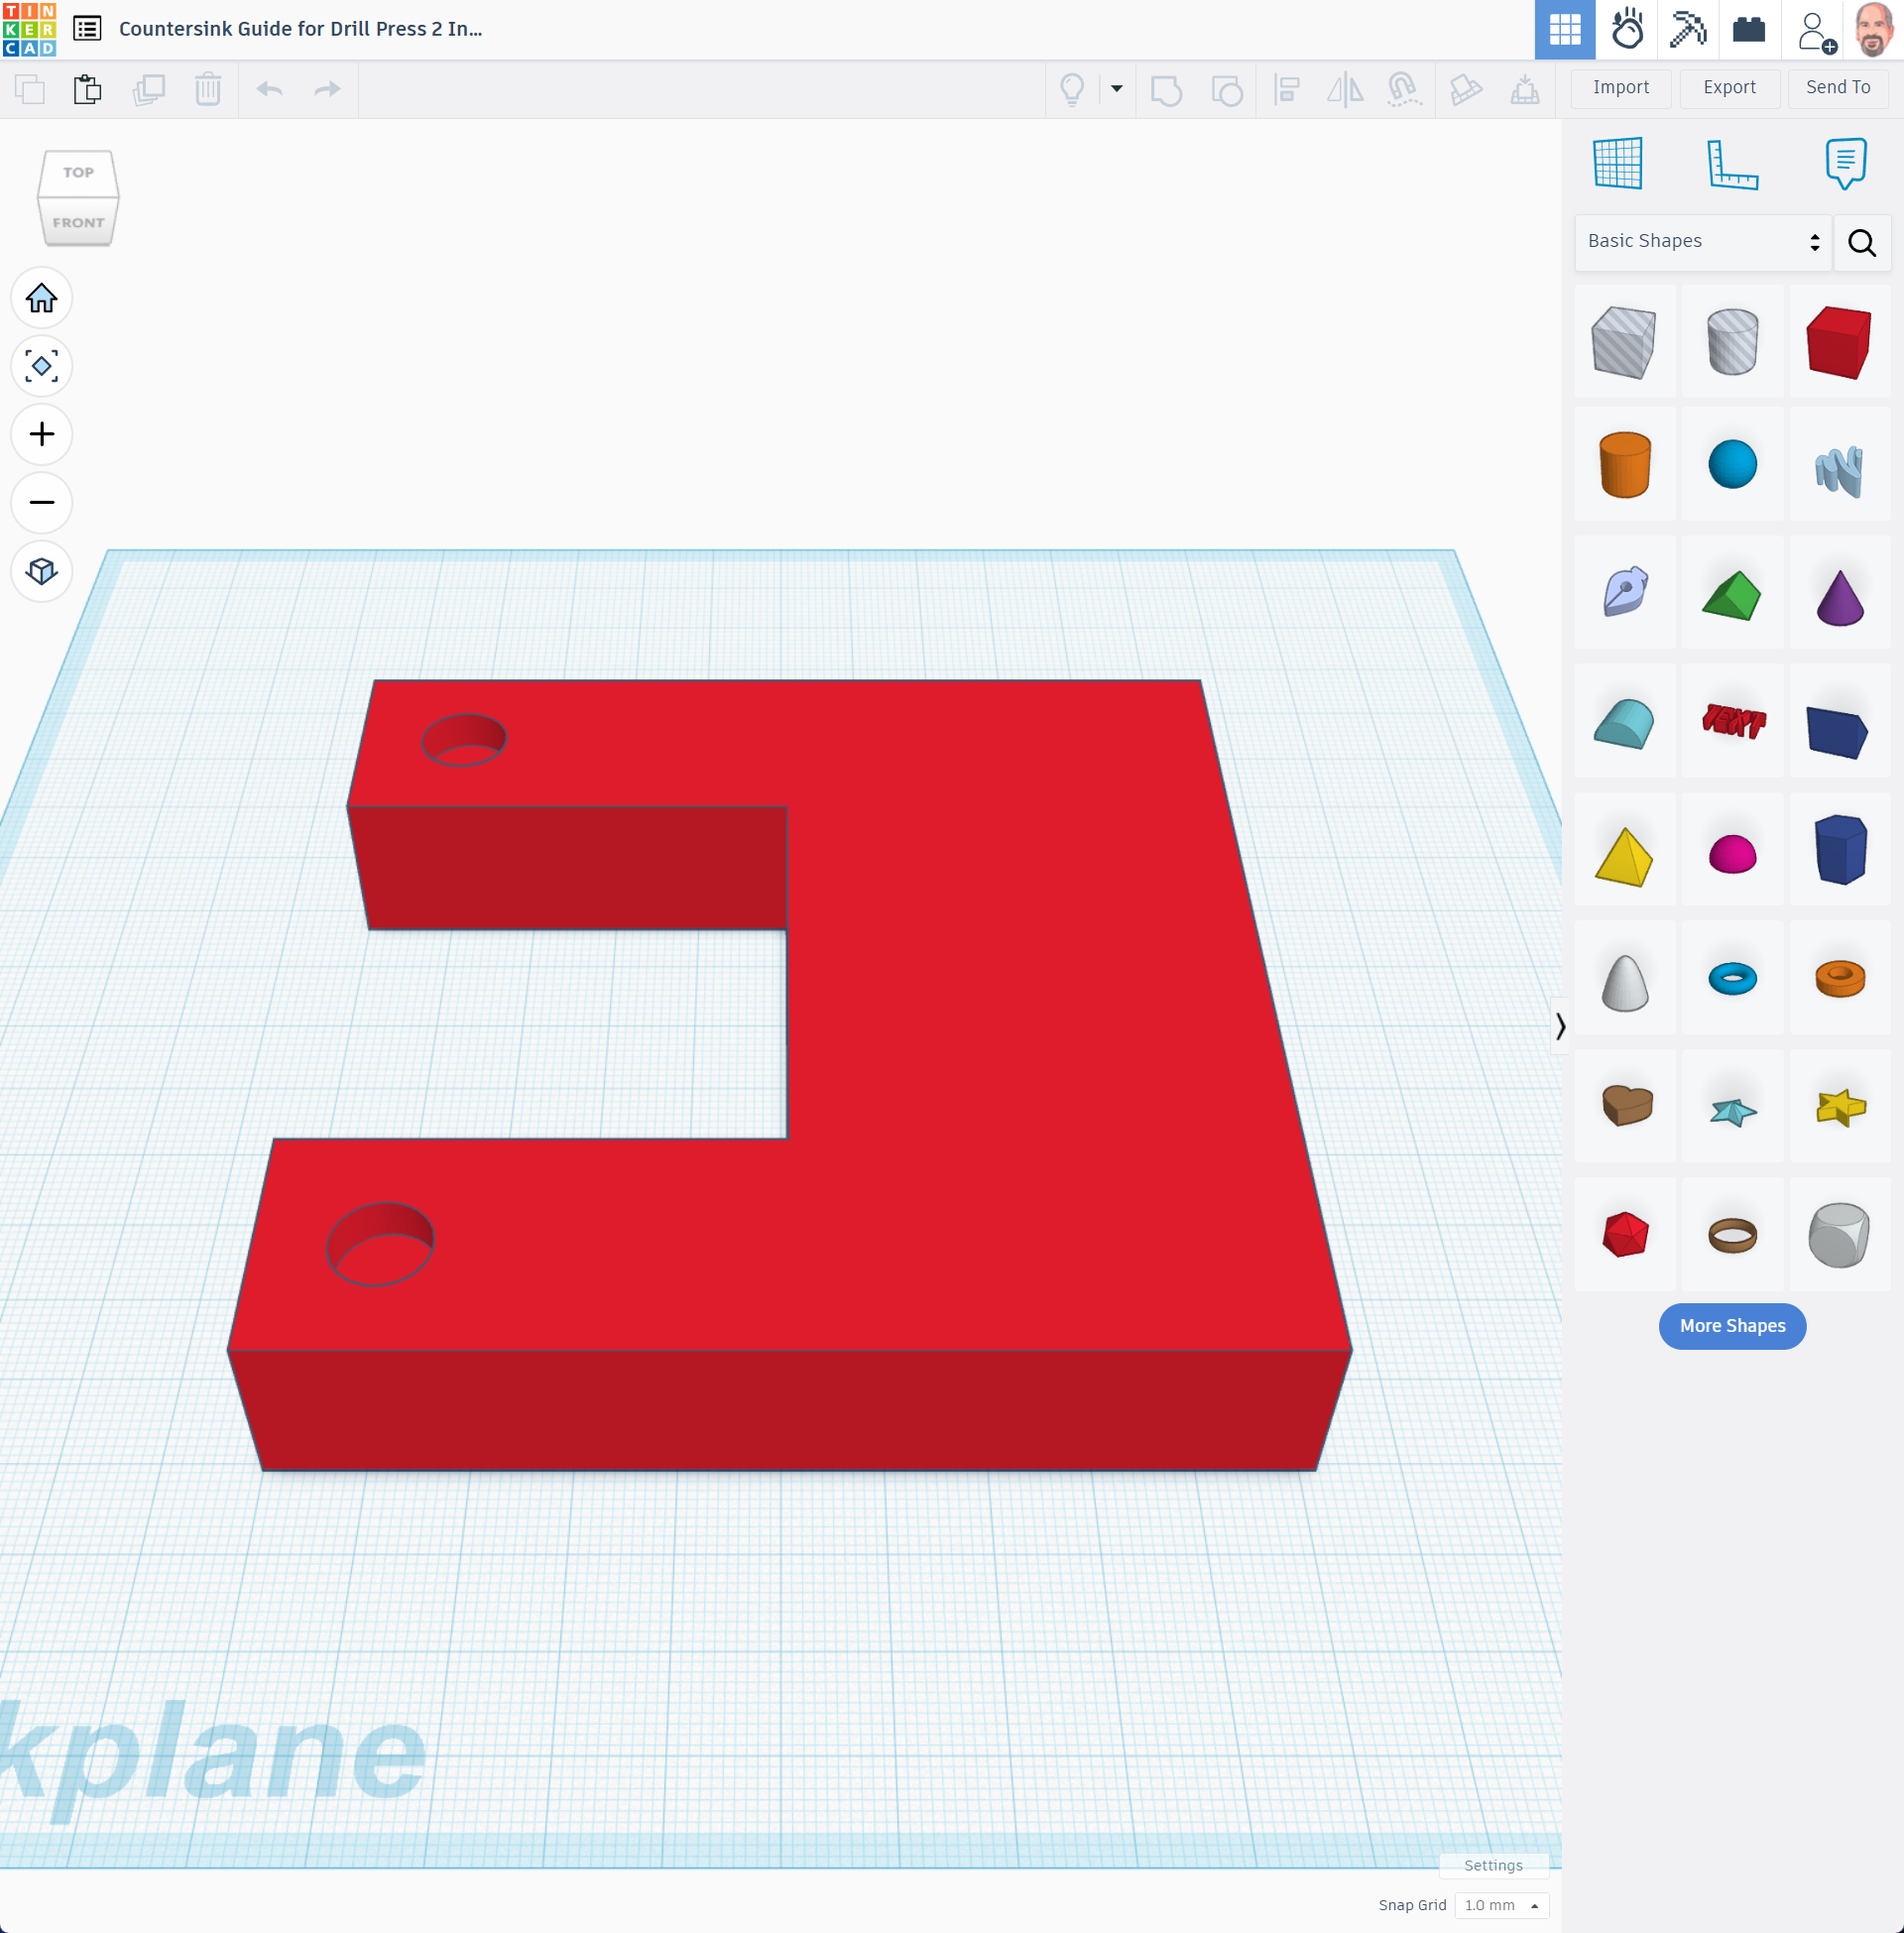 TIN
KER
CAD
Countersink Guide for Drill Press 2 In...
Import
Export
Send To
TOP
FRONT
Basic Shapes
TEXT
More Shapes
kplane
Settings
Snap Grid
1.0 mm